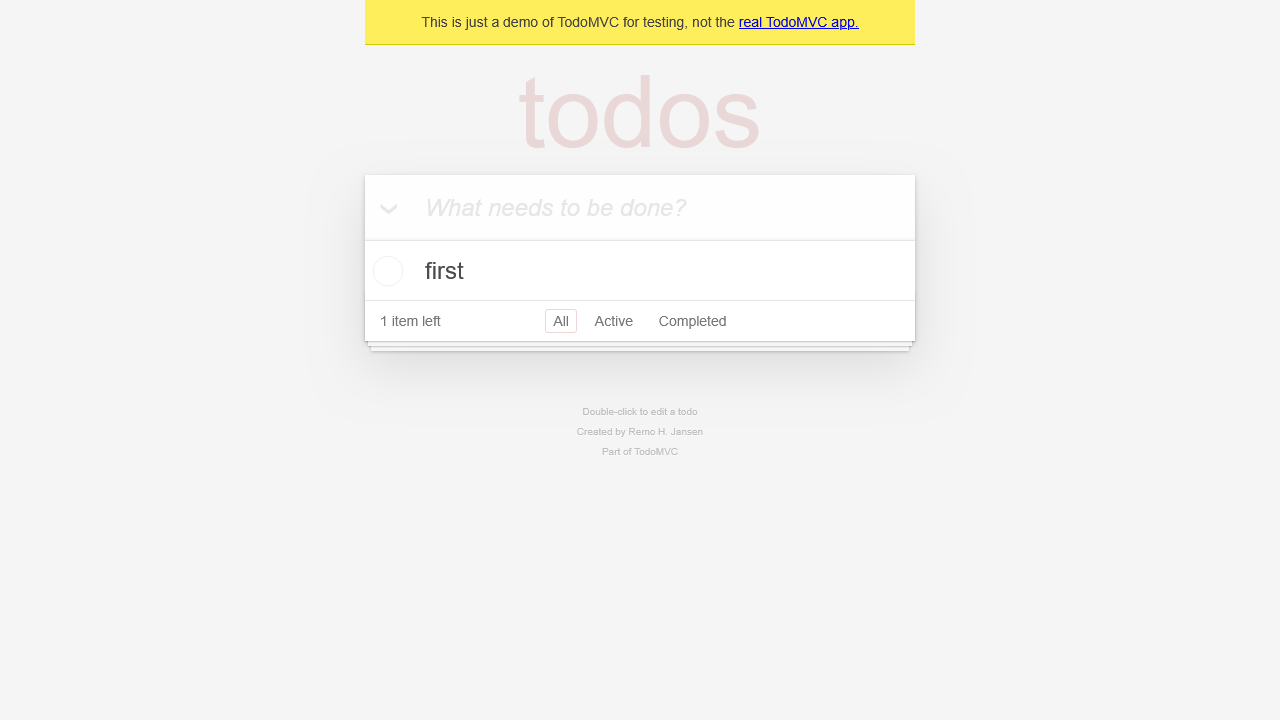 This is just a demo of TodoMVC for testing, not the real TodoMVC app.
todos
What needs to be done?
first
1 item left All Active Completed
Double-click to edit a todo
Created by Remo H. Jansen
Part of TodoMVC